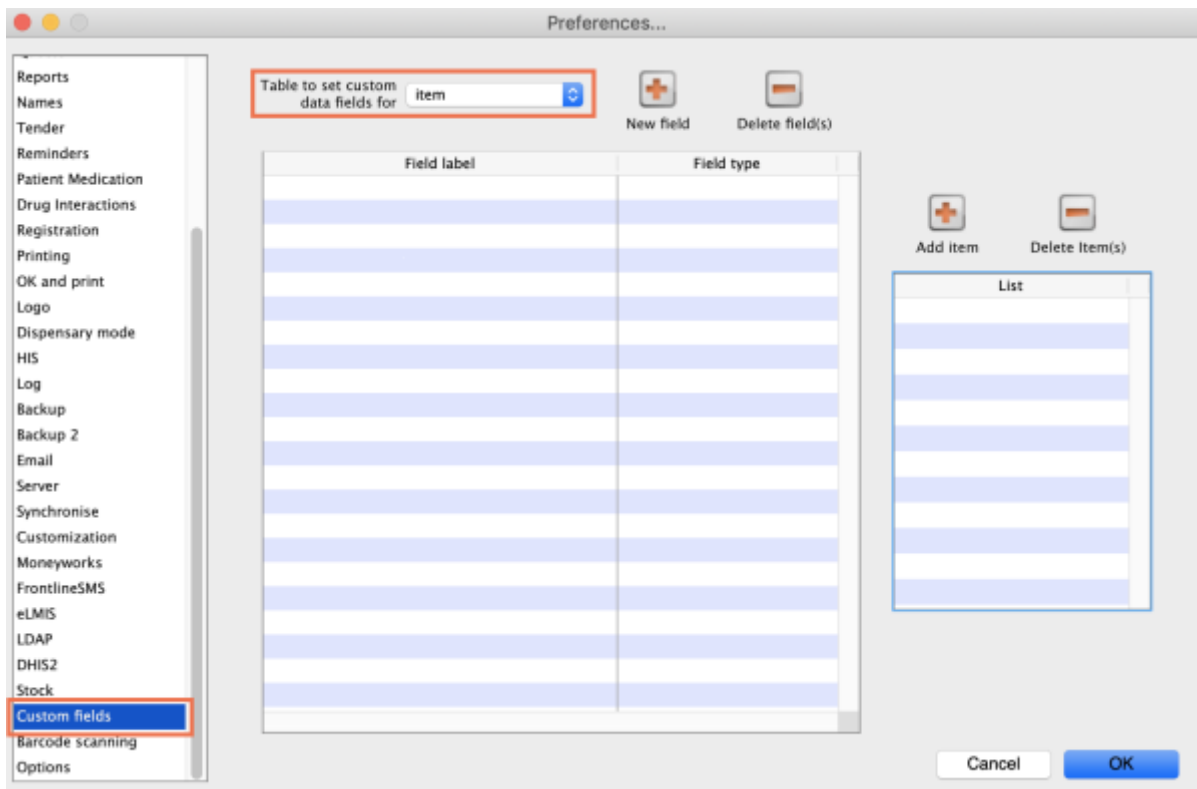 Preferences...
Reports
Names
Tender
Reminders
Patient Medication
Drug Interactions
Registration
Printing
OK and print
Logo
Dispensary mode
HIS
Log
Backup
Backup 2
Email
Server
Synchronise
Customization
Moneyworks
FrontlineSMS
eLMIS
LDAP
DHIS2
Stock
Custom fields
Barcode scanning
Options
Table to set custom
data fields for
item
New field
Delete field(s)
Field label
Field type
Add item
Delete Item(s)
List
Cancel
OK